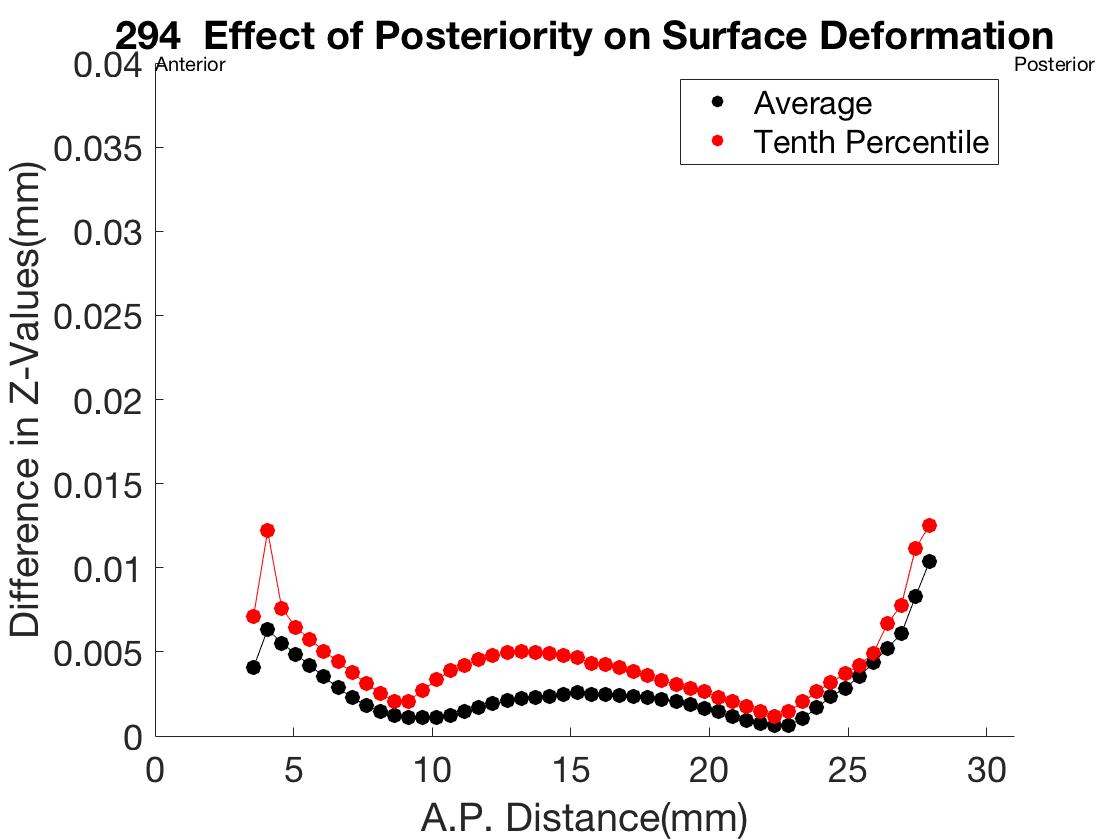 294  Effect of Posteriority on Surface Deformation
Anterior
Posterior
Average
Tenth Percentile
Difference in Z-Values(mm)
0.04
0.035
0.03
0.025
0.02
0.015
0.01
0.005
0
0 5 10 15 20 25 30
A.P. Distance(mm)